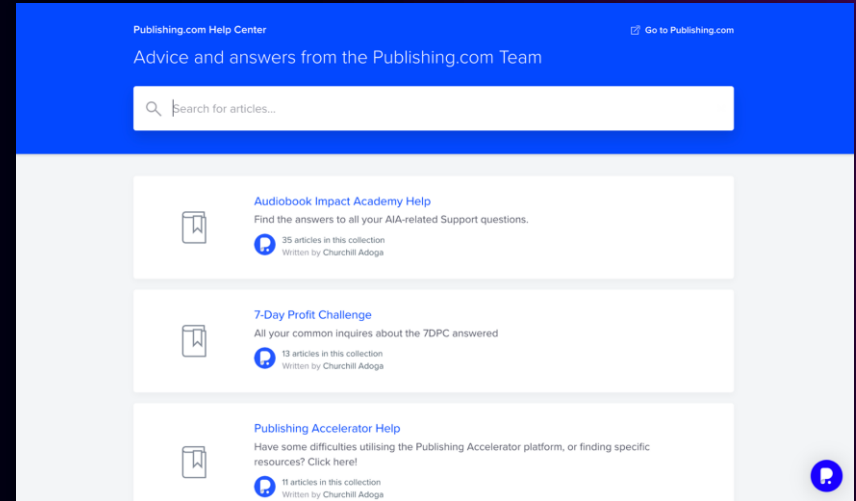 Publishing.com Help Center
Go to Publishing.com
Advice and answers from the Publishing.com Team
Search for articles...
Audiobook Impact Academy Help
Find the answers to all your AIA-related Support questions.
35 articles in this collection
Written by Churchill Adoga
7-Day Profit Challenge
All your common inquires about the 7DPC answered
13 articles in this collection
Written by Churchill Adoga
Publishing Accelerator Help
Have some difficulties utilising the Publishing Accelerator platform, or finding specific
resources? Click here!
11 articles in this collection
Written by Churchill Adoga